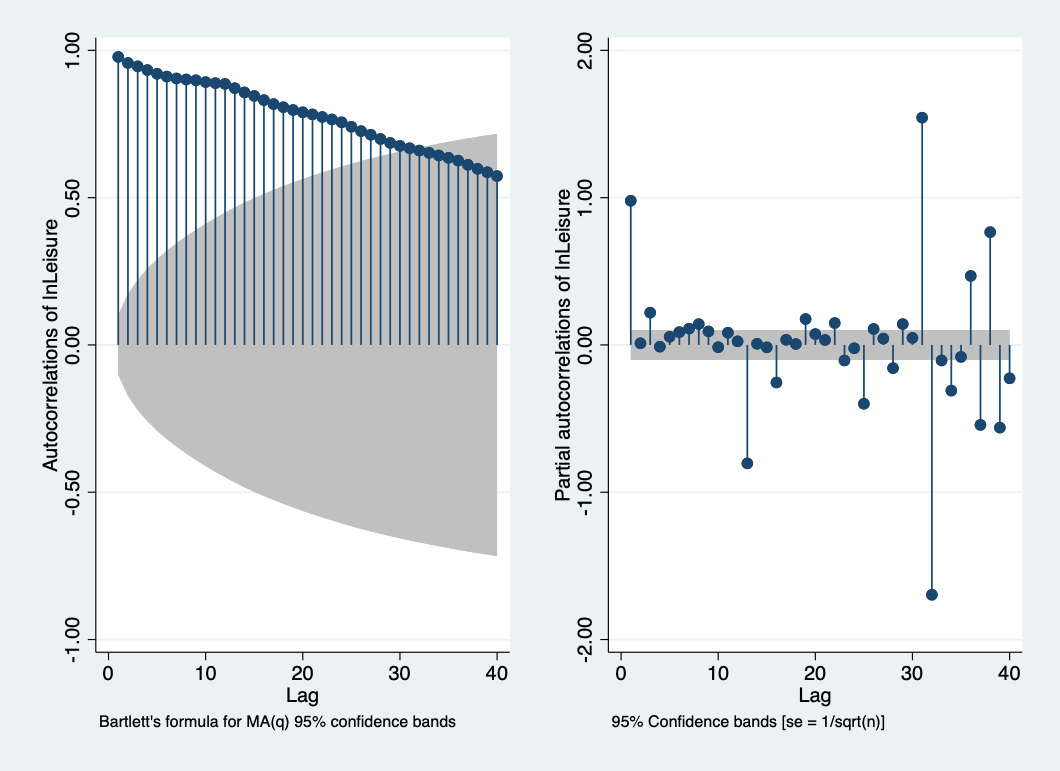 Autocorrelations of lnLeisure
1.00
0.50
0.00
-0.50
-1.00
0 10 20 30 40
Lag
Bartlett's formula for MA(q) 95% confidence bands
Partial autocorrelations of lnLeisure
2.00
1.00
0.00
-1.00
-2.00
0 10 20 30 40
Lag
95% Confidence bands [se = 1/sqrt(n)]